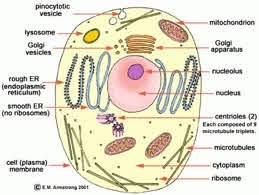 pinocytotic
vesicle
lysosome
Golgi
vesicles
rough ER
(endoplasmic
reticulum)
smooth ER
(no ribosomes)
cell (plasma)
membrane
mitochondrion
Golgi
apparatus
nucleolus
nucleus
centrioles (2)
Each composed of 9
microtubule triplets.
microtubules
cytoplasm
ribosome
© E.M. Armstrong 2001